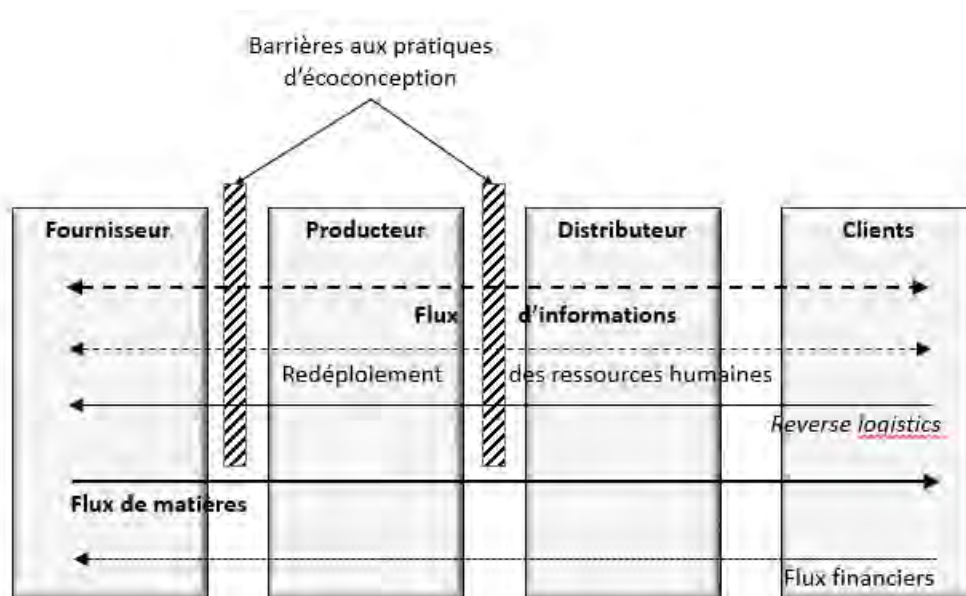 Barrières aux pratiques
d'écoconception
Fournisseur
Producteur
Distributeur
Clients
Flux d'informations
Redéploiement des ressources humaines
Reverse logistics
Flux de matières
Flux financiers